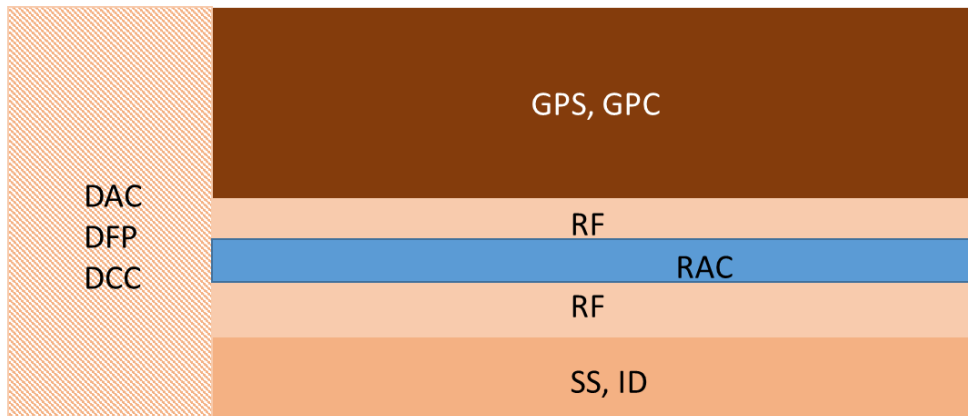 DAC
DFP
DCC
GPS, GPC
RF
RAC
RF
SS, ID